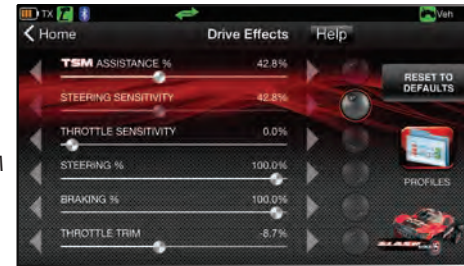 TX Veh
Home Drive Effects Help
TSM ASSISTANCE % 42.8%
RESET TO
DEFAULTS
STEERING SENSITIVITY 42.8%
THROTTLE SENSITIVITY 0.0%
STEERING % 100.0%
PROFILES
BRAKING % 100.0%
THROTTLE TRIM -8.7%
SLASH